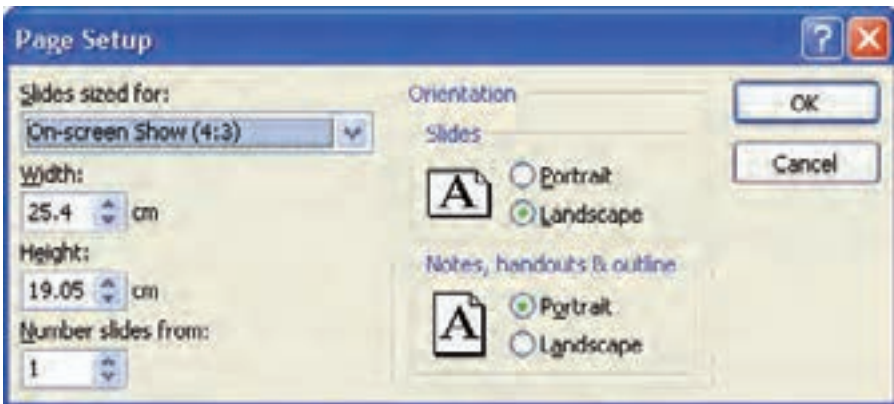 Page Setup
Slides sized for:
On-screen Show (4:3)
Width:
25.4 cm
Height:
19.05 cm
Number slides from:
1
Orientation
Slides
A
Portrait
Landscape
Notes, handouts & outline
A
Portrait
Landscape
?
OK
Cancel